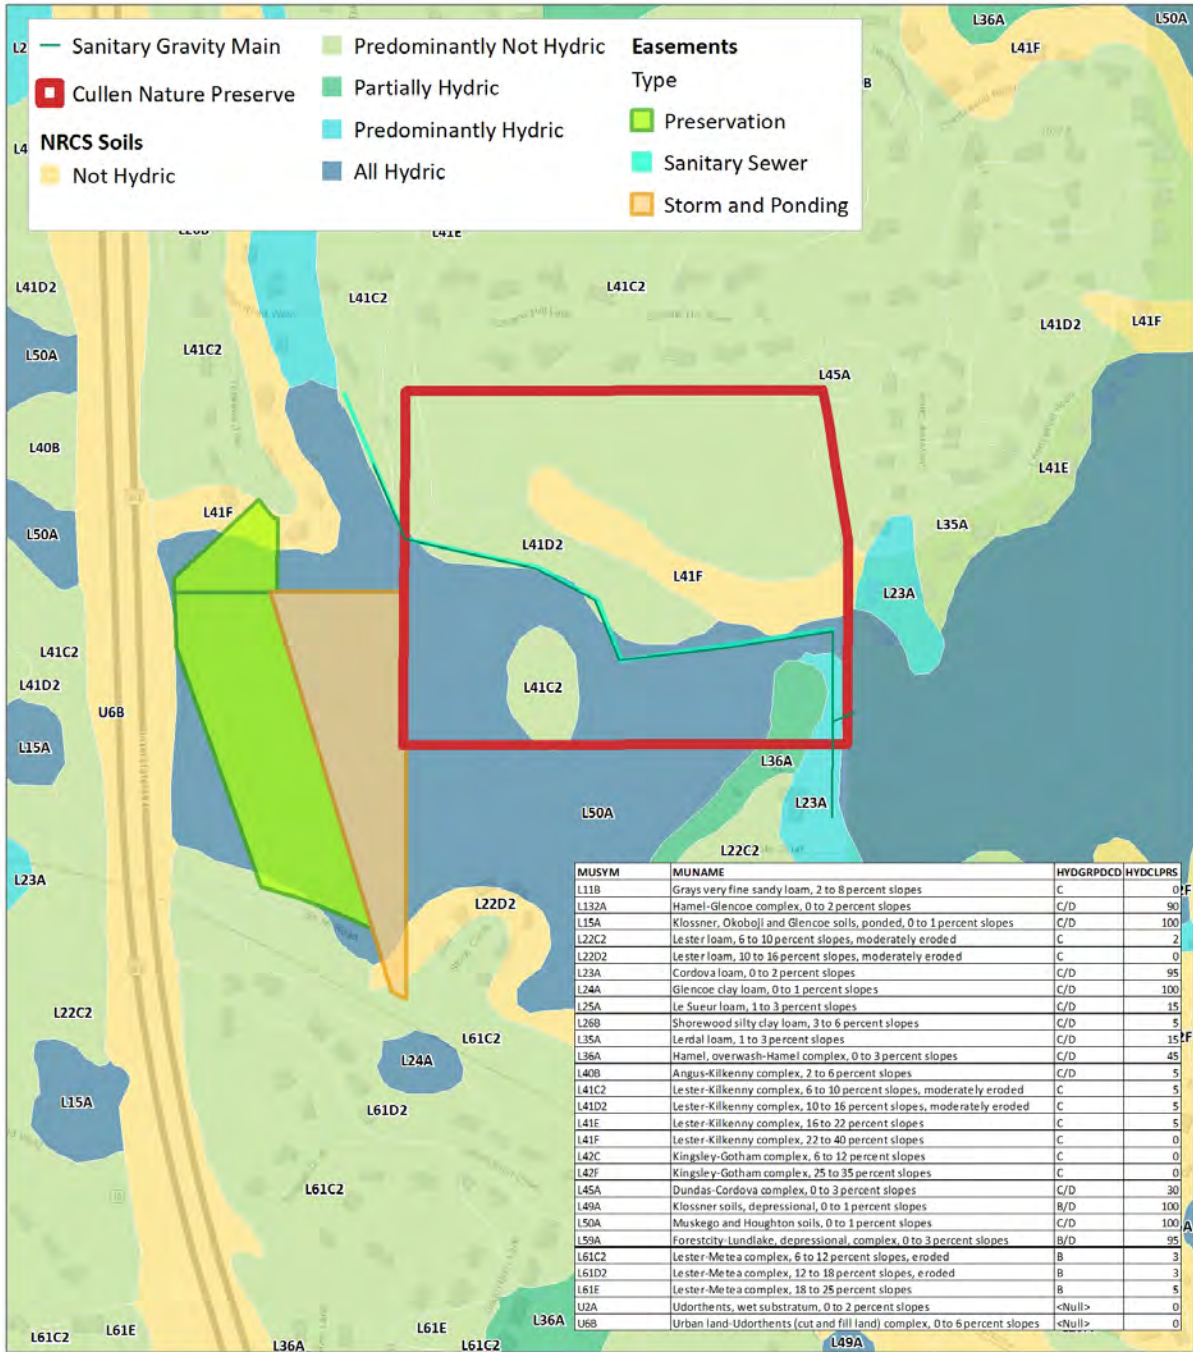 Sanitary Gravity Main
Cullen Nature Preserve
NRCS Soils
Not Hydric
Predominantly Not Hydric
Partially Hydric
Predominantly Hydric
All Hydric
Easements
Type
Preservation
Sanitary Sewer
Storm and Ponding
L36A
L50A
L41F
B
L2
L4
L26B
L41E
L41D2
L41C2
L41C2
L41D2
L41F
L50A
L41C2
L45A
L40B
L41E
L41F
L50A
L35A
L41D2
L41F
L23A
L41C2
L41D2
L41C2
U6B
L15A
L36A
L23A
L50A
L22C2
L23A
L22D2
L22C2
L61C2
L24A
L15A
L61D2
L61C2
MUSYM MUNAME HYDGRPDCD HYDCLPRS
L11B Grays very fine sandy loam, 2 to 8 percent slopes C 0
L132A Hamel-Glencoe complex, 0 to 2 percent slopes C/D 90
L15A Klossner, Okoboji and Glencoe soils, ponded, 0 to 1 percent slopes C/D 100
L22C2 Lester loam, 6 to 10 percent slopes, moderately eroded C 2
L22D2 Lester loam, 10 to 16 percent slopes, moderately eroded C 0
L23A Cordova loam, 0 to 2 percent slopes C/D 95
L24A Glencoe clay loam, 0 to 1 percent slopes C/D 100
L25A Le Sueur loam, 1 to 3 percent slopes C/D 15
L26B Shorewood silty clay loam, 3 to 6 percent slopes C/D 5
L35A Lerdal loam, 1 to 3 percent slopes C/D 15
L36A Hamel, overwash-Hamel complex, 0 to 3 percent slopes C/D 45
L40B Angus-Kilkenny complex, 2 to 6 percent slopes C/D 5
L41C2 Lester-Kilkenny complex, 6 to 10 percent slopes, moderately eroded C 5
L41D2 Lester-Kilkenny complex, 10 to 16 percent slopes, moderately eroded C 5
L41E Lester-Kilkenny complex, 16 to 22 percent slopes C 5
L41F Lester-Kilkenny complex, 22 to 40 percent slopes C 0
L42C Kingsley-Gotham complex, 6 to 12 percent slopes C 0
L42F Kingsley-Gotham complex, 25 to 35 percent slopes C 0
L45A Dundas-Cordova complex, 0 to 3 percent slopes C/D 30
L49A Klossner soils, depressional, 0 to 1 percent slopes B/D 100
L50A Muskego and Houghton soils, 0 to 1 percent slopes C/D 100
L59A Forestcity-Lundlake, depressional, complex, 0 to 3 percent slopes B/D 95
L61C2 Lester-Metea complex, 6 to 12 percent slopes, eroded B 3
L61D2 Lester-Metea complex, 12 to 18 percent slopes, eroded B 3
L61E Lester-Metea complex, 18 to 25 percent slopes B 5
U2A Udorthents, wet substratum, 0 to 2 percent slopes <Null> 0
U6B Urban land-Udorthents (cut and fill land) complex, 0 to 6 percent slopes <Null> 0
L61C2
L61E
L36A
L61E
L61C2
L36A
L49A